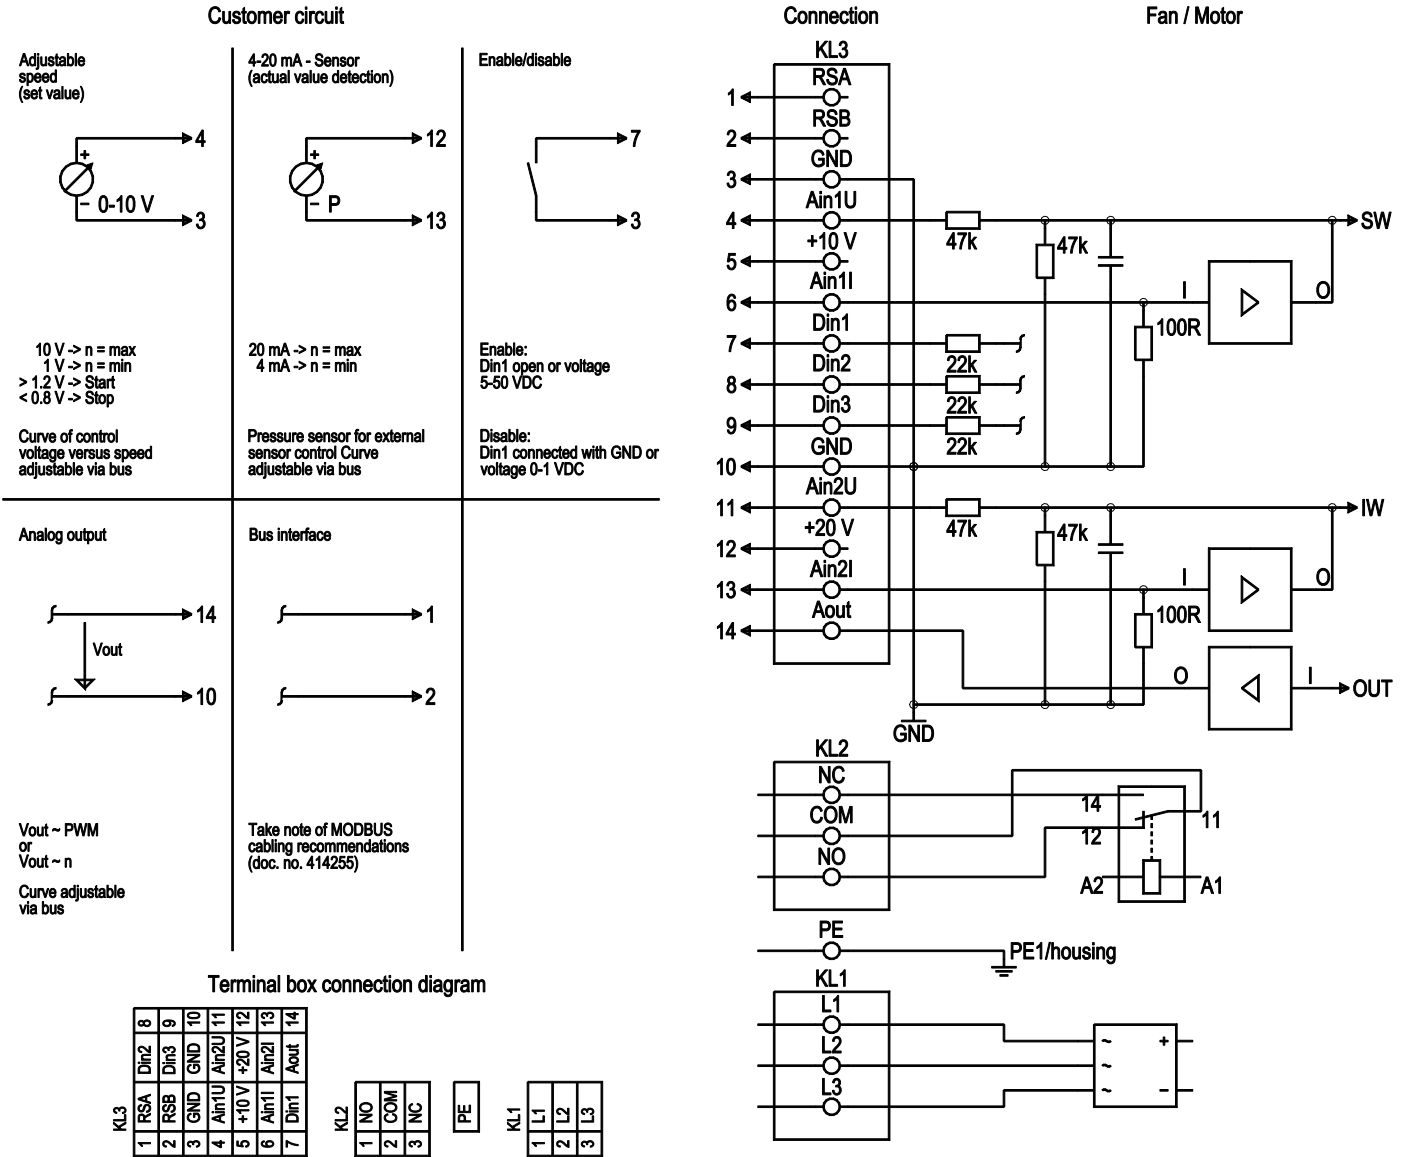 Customer circuit
Connection
Fan / Motor
Adjustable
speed
(set value)
4
+
−
0-10 V
3
10 V -> n = max
1 V -> n = min
> 1.2 V -> Start
< 0.8 V -> Stop
Curve of control
voltage versus speed
adjustable via bus
4-20 mA - Sensor
(actual value detection)
12
+
−
P
13
20 mA -> n = max
4 mA -> n = min
Pressure sensor for external
sensor control Curve
adjustable via bus
Enable/disable
7
3
Enable:
Din1 open or voltage
5-50 VDC
Disable:
Din1 connected with GND or
voltage 0-1 VDC
Analog output
14
Vout
10
Vout ~ PWM
or
Vout ~ n
Curve adjustable
via bus
Bus interface
1
2
Take note of MODBUS
cabling recommendations
(doc. no. 414255)
KL3
RSA
1
RSB
2
GND
3
Ain1U
4
47k
47k
SW
+10 V
5
Ain1I
6
I
O
100R
Din1
7
22k
Din2
8
22k
Din3
9
22k
GND
10
Ain2U
11
47k
47k
IW
+20 V
12
Ain2I
13
I
O
100R
Aout
14
O
I
OUT
GND
KL2
NC
COM
NO
14
12
11
A2
A1
PE
PE1/housing
KL1
L1
L2
L3
~
~
~
+
−
Terminal box connection diagram
KL3
8 9 10 11 12 13 14
Din2 Din3 GND Ain2U +20 V Ain2I Aout
RSA RSB GND Ain1U +10 V Ain1I Din1
1 2 3 4 5 6 7
KL2
NO COM NC
1 2 3
PE
KL1
L1 L2 L3
1 2 3